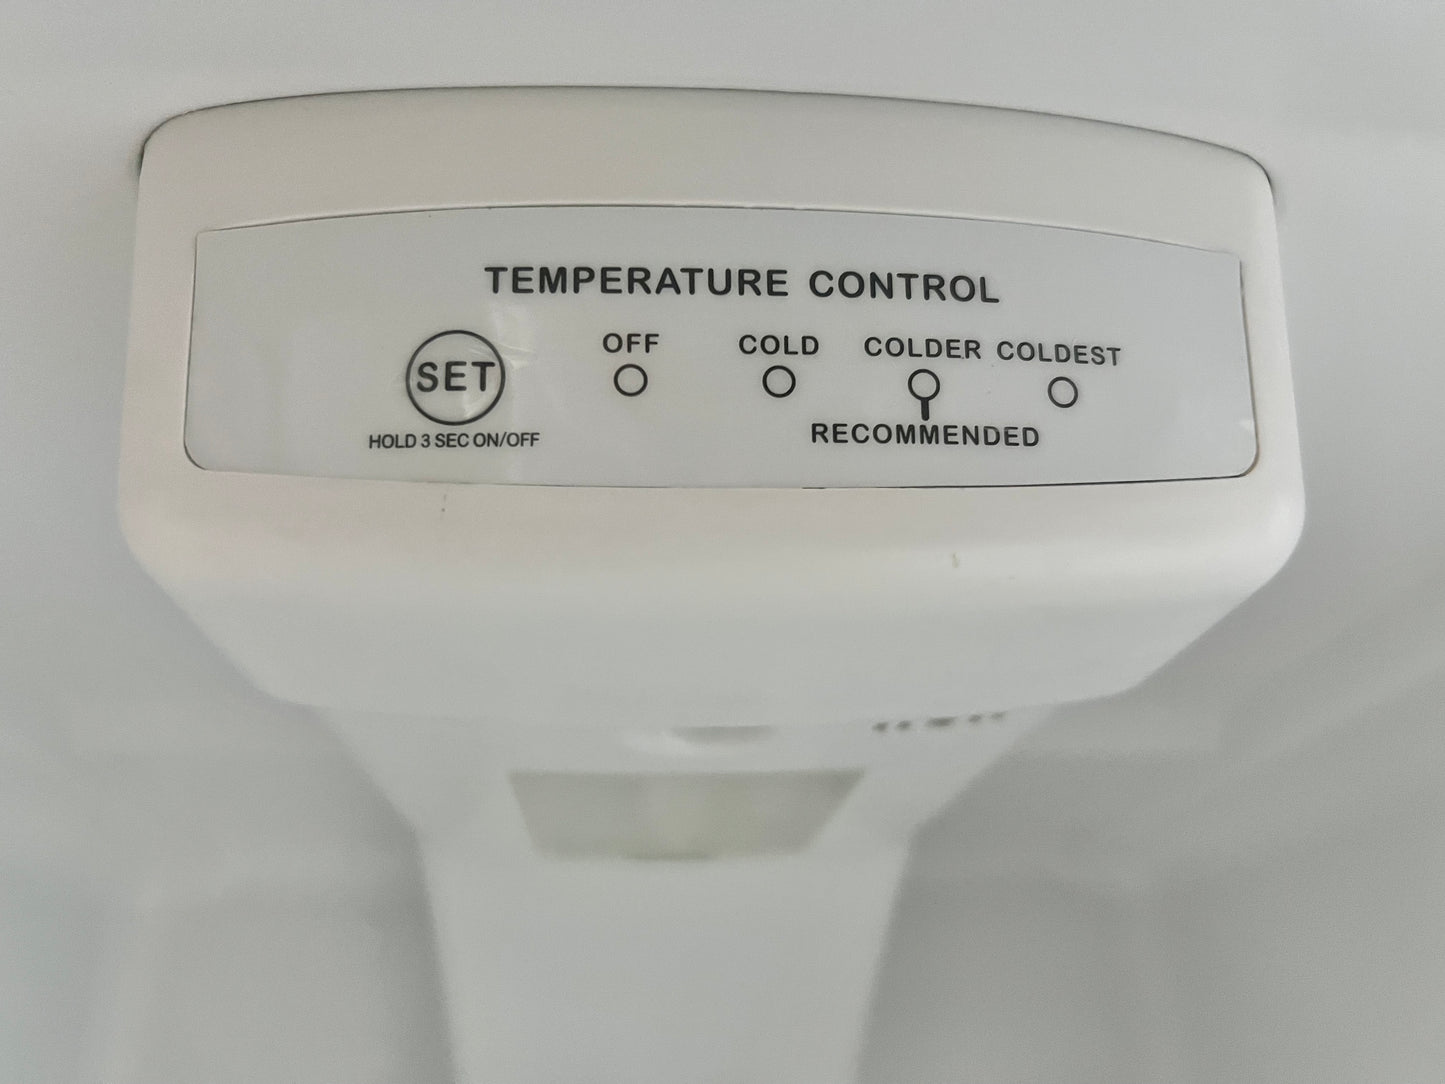 TEMPERATURE CONTROL
SET
HOLD 3 SEC ON/OFF
OFF
COLD
COLDER
COLDEST
RECOMMENDED